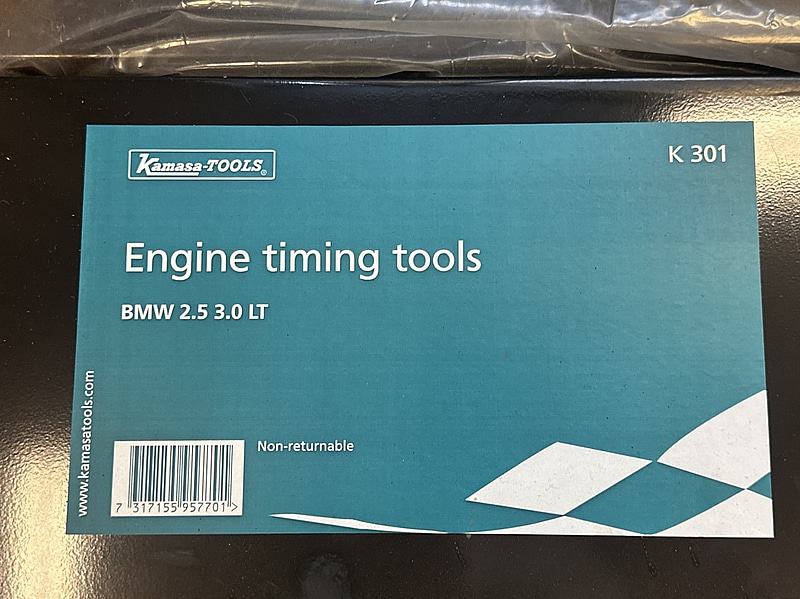 Kamasa-TOOLS®
K 301
Engine timing tools
BMW 2.5 3.0 LT
www.kamasatools.com
Non-returnable
7 317155 957701 >